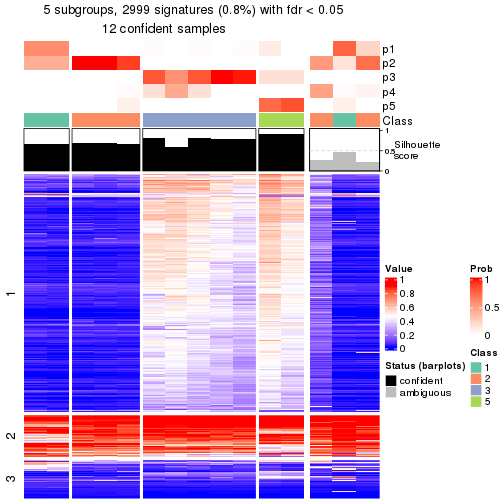 5 subgroups, 2999 signatures (0.8%) with fdr < 0.05
12 confident samples
p1
p2
p3
p4
p5
Class
1
0.5
0
Silhouette
score
1
2
3
Value
1
0.8
0.6
0.4
0.2
0
Prob
1
0.5
0
Status (barplots)
confident
ambiguous
Class
1
2
3
5